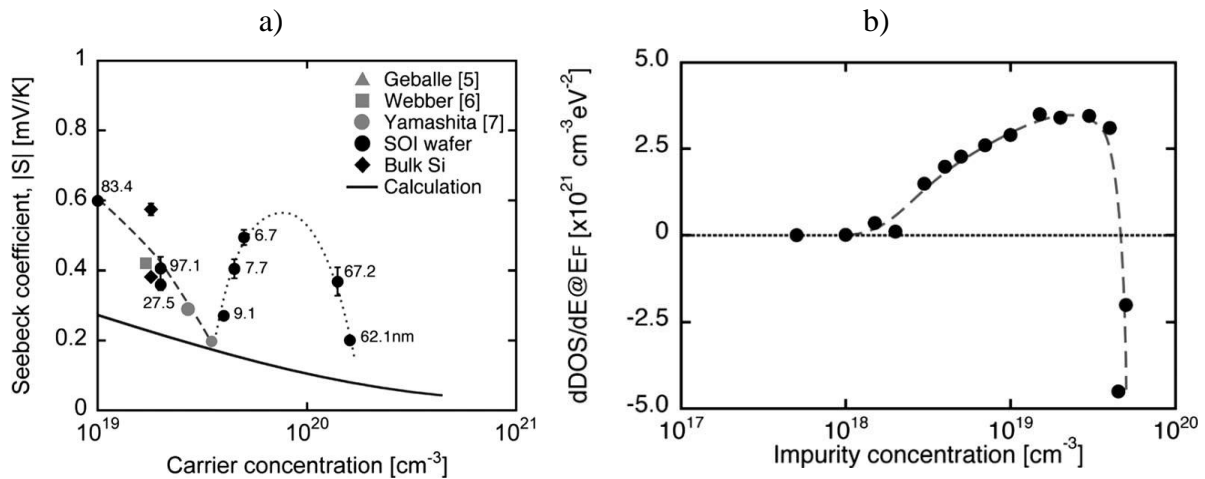 a)
b)
Seebeck coefficient, |S| [mV/K]
1
0.8
0.6
0.4
0.2
0
Geballe [5]
Webber [6]
Yamashita [7]
SOI wafer
Bulk Si
Calculation
83.4
97.1
27.5
6.7
7.7
9.1
67.2
62.1nm
10^19
10^20
10^21
Carrier concentration [cm^-3]
dDOS/dE@EF [x10^21 cm^-3 eV^-2]
5.0
2.5
0
-2.5
-5.0
10^17
10^18
10^19
10^20
Impurity concentration [cm^-3]